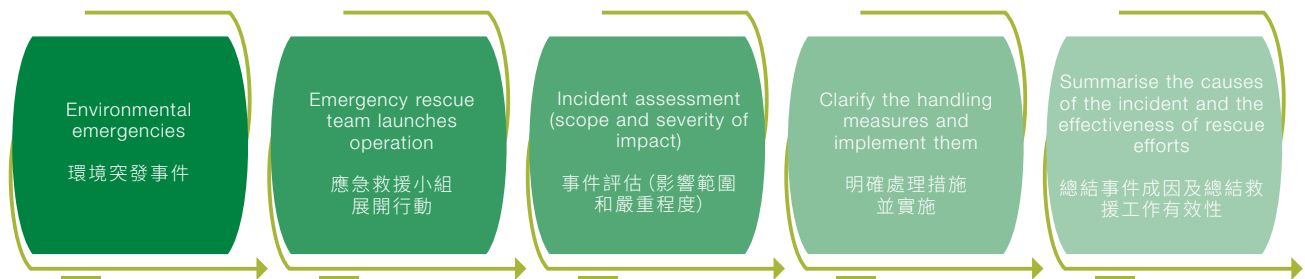 Environmental
emergencies
環境突發事件
Emergency rescue
team launches
operation
應急救援小組
展開行動
Incident assessment
(scope and severity of
impact)
事件評估（影響範圍
和嚴重程度）
Clarify the handling
measures and
implement them
明確處理措施
並實施
Summarise the causes
of the incident and the
effectiveness of rescue
efforts
總結事件成因及總結救
援工作有效性